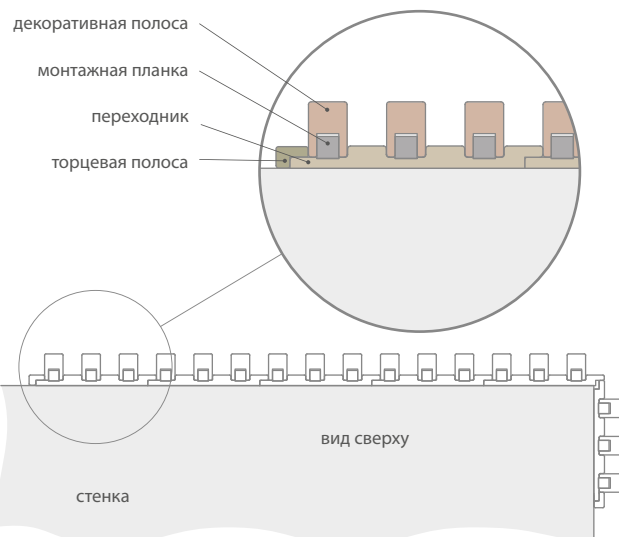 декоративная полоса
монтажная планка
переходник
торцевая полоса
вид сверху
стенка